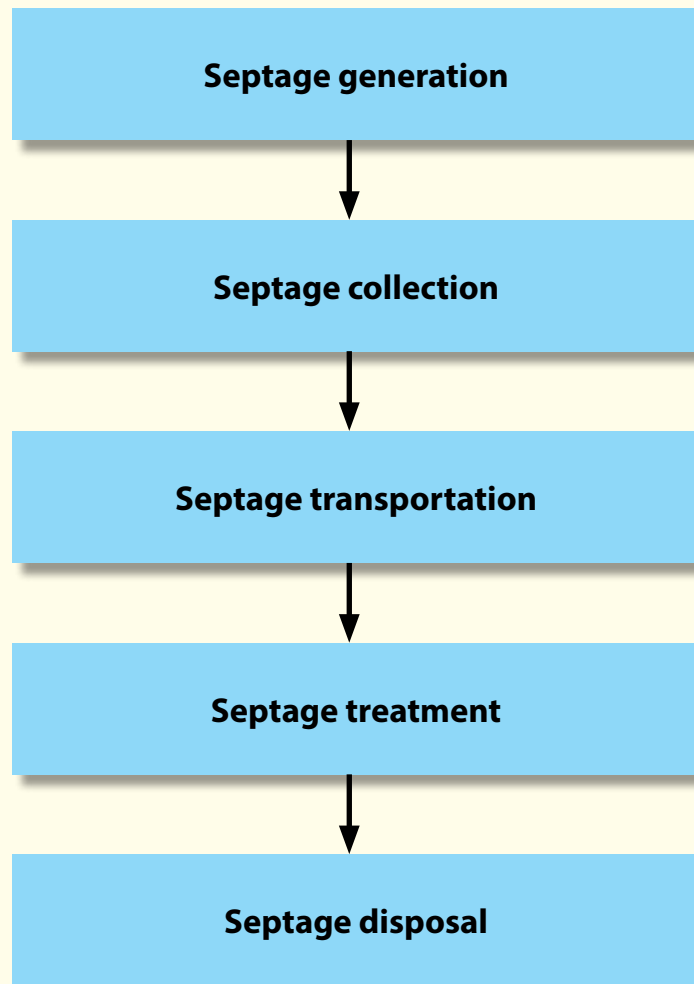 Septage generation
Septage collection
Septage transportation
Septage treatment
Septage disposal